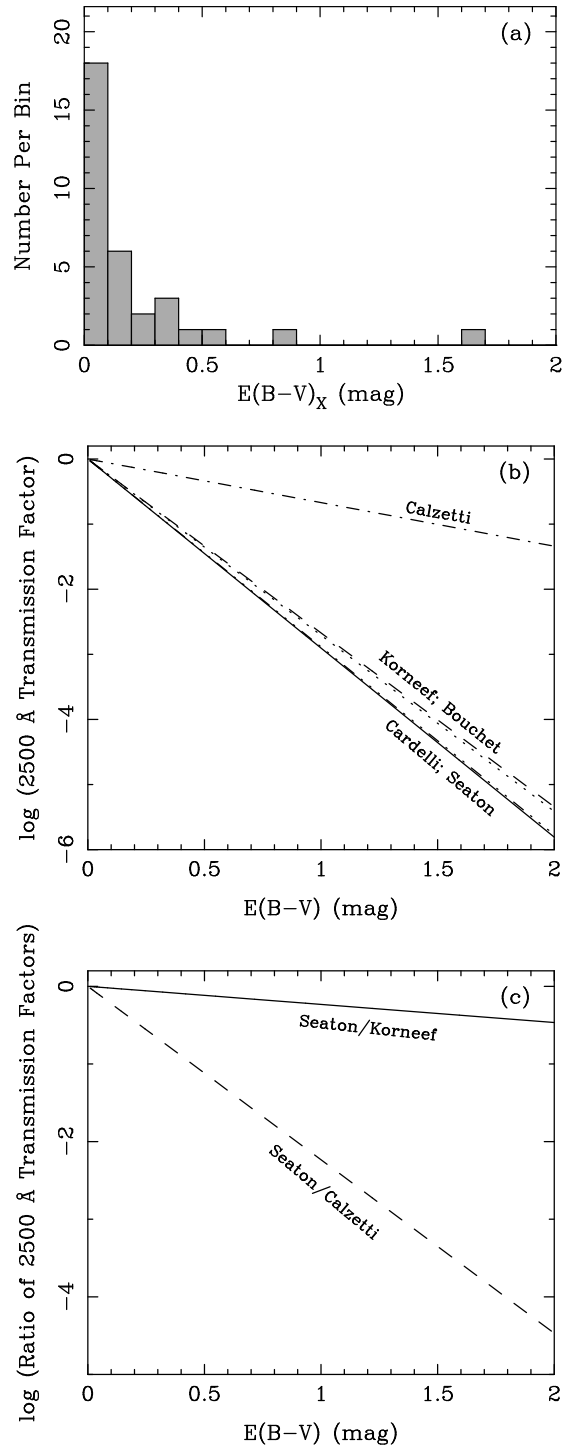 (a)
20
15
10
5
0
Number Per Bin
0 0.5 1 1.5 2
E(B−V)X (mag)
(b)
0
−2
−4
−6
log (2500 Å Transmission Factor)
Calzetti
Korneef; Bouchet
Cardelli; Seaton
0 0.5 1 1.5 2
E(B−V) (mag)
(c)
0
−2
−4
log (Ratio of 2500 Å Transmission Factors)
Seaton/Korneef
Seaton/Calzetti
0 0.5 1 1.5 2
E(B−V) (mag)